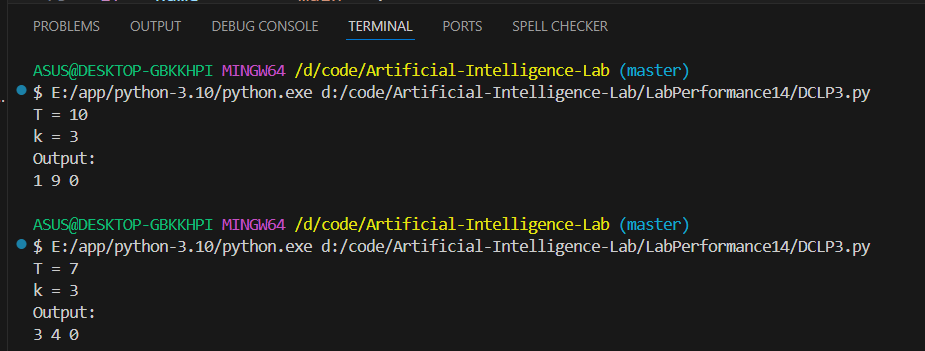 PROBLEMS OUTPUT DEBUG CONSOLE TERMINAL PORTS SPELL CHECKER
ASUS@DESKTOP-GBKKHPI MINGW64 /d/code/Artificial-Intelligence-Lab (master)
$ E:/app/python-3.10/python.exe d:/code/Artificial-Intelligence-Lab/LabPerformance14/DCLP3.py
T = 10
k = 3
Output:
1 9 0
ASUS@DESKTOP-GBKKHPI MINGW64 /d/code/Artificial-Intelligence-Lab (master)
$ E:/app/python-3.10/python.exe d:/code/Artificial-Intelligence-Lab/LabPerformance14/DCLP3.py
T = 7
k = 3
Output:
3 4 0